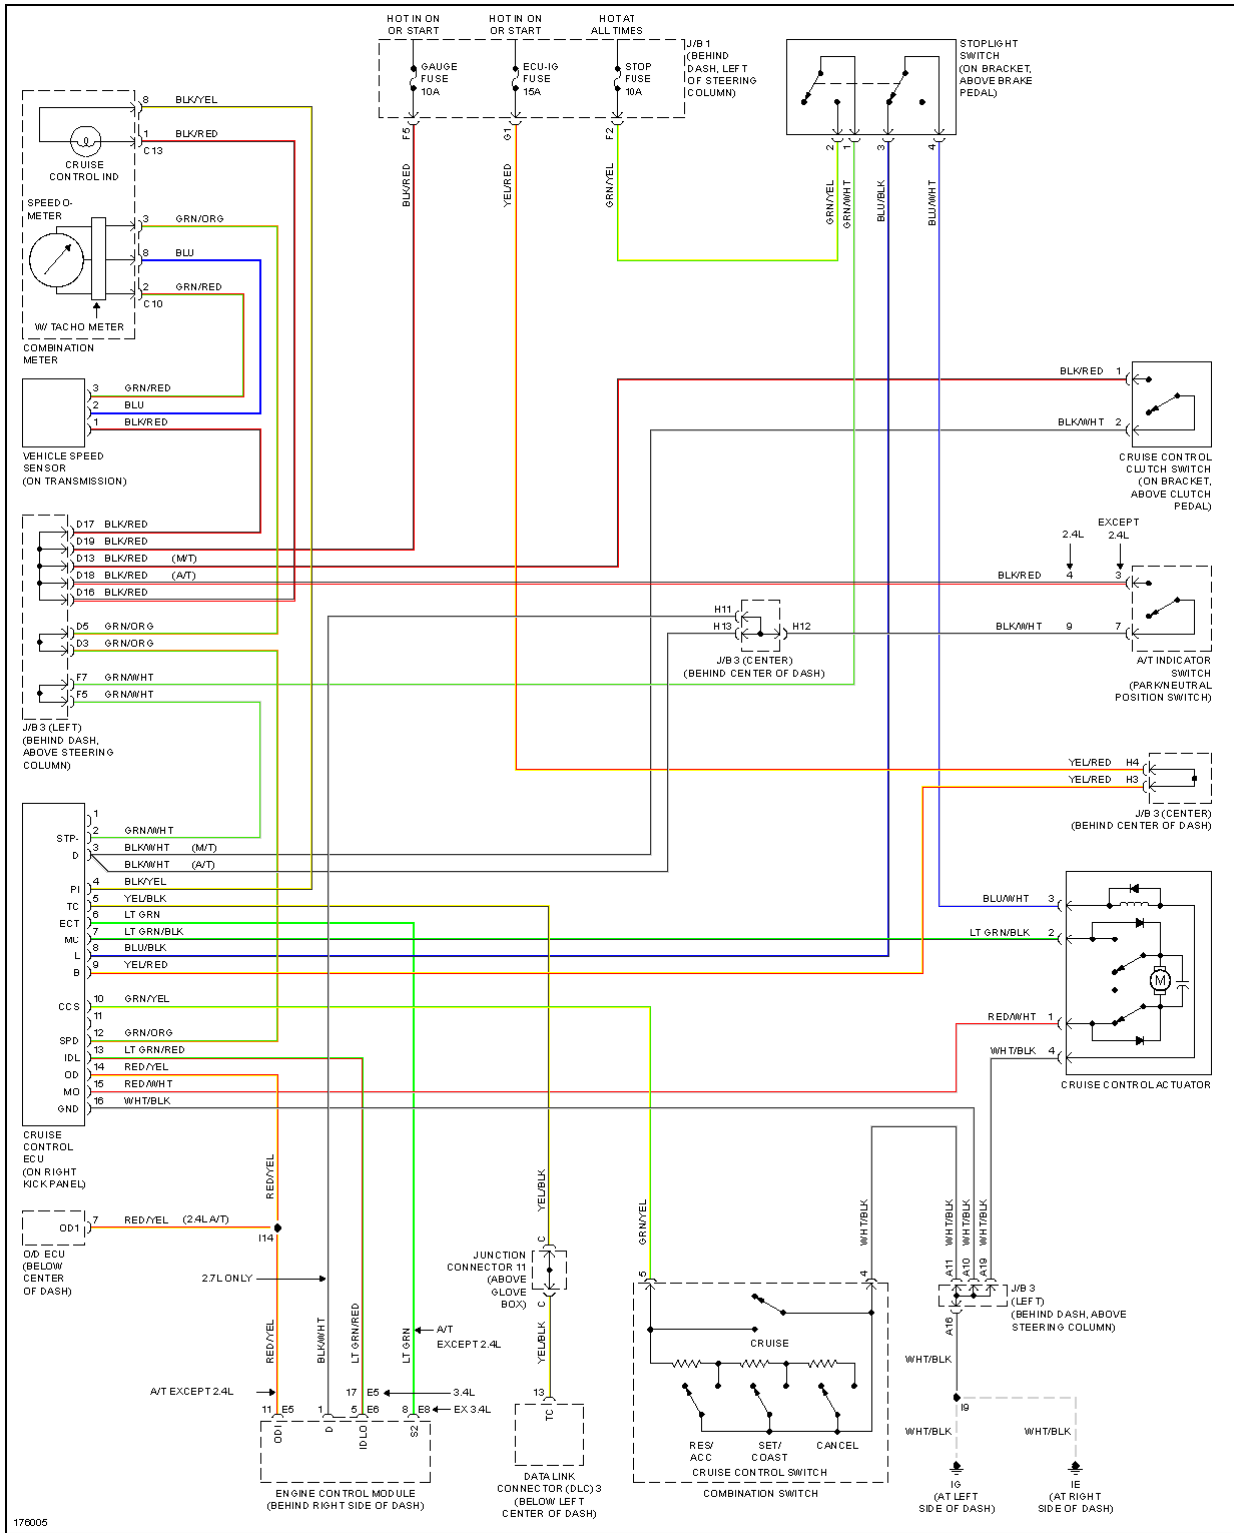 HOT IN ON
OR START
HOT IN ON
OR START
HOT AT
ALL TIMES
J/B 1
(BEHIND
DASH, LEFT
OF STEERING
COLUMN)
GAUGE
FUSE
10A
ECU-IG
FUSE
15A
STOP
FUSE
10A
F5
G1
F2
BLK/RED
YEL/RED
GRN/YEL
STOPLIGHT
SWITCH
(ON BRACKET,
ABOVE BRAKE
PEDAL)
2
1
3
4
GRN/YEL
GRN/WHT
BLU/BLK
BLU/WHT
8 BLK/YEL
1 BLK/RED
C13
CRUISE
CONTROL IND
SPEEDO-
METER
3 GRN/ORG
8 BLU
2 GRN/RED
C10
W/ TACHO METER
COMBINATION
METER
3 GRN/RED
2 BLU
1 BLK/RED
VEHICLE SPEED
SENSOR
(ON TRANSMISSION)
D17 BLK/RED
D19 BLK/RED
D13 BLK/RED (M/T)
D18 BLK/RED (A/T)
D16 BLK/RED
D5 GRN/ORG
D3 GRN/ORG
F7 GRN/WHT
F5 GRN/WHT
J/B 3 (LEFT)
(BEHIND DASH,
ABOVE STEERING
COLUMN)
BLK/RED 1
BLK/WHT 2
CRUISE CONTROL
CLUTCH SWITCH
(ON BRACKET,
ABOVE CLUTCH
PEDAL)
EXCEPT
2.4L 2.4L
BLK/RED 4 3
BLK/WHT 9 7
A/T INDICATOR
SWITCH
(PARK/NEUTRAL
POSITION SWITCH)
H11
H13 H12
J/B 3 (CENTER)
(BEHIND CENTER OF DASH)
YEL/RED H4
YEL/RED H3
J/B 3 (CENTER)
(BEHIND CENTER OF DASH)
1
STP- 2 GRN/WHT
D 3 BLK/WHT (M/T)
BLK/WHT (A/T)
PI 4 BLK/YEL
TC 5 YEL/BLK
ECT 6 LT GRN
MC 7 LT GRN/BLK
L 8 BLU/BLK
B 9 YEL/RED
CCS 10 GRN/YEL
11
SPD 12 GRN/ORG
IDL 13 LT GRN/RED
OD 14 RED/YEL
MO 15 RED/WHT
GND 16 WHT/BLK
CRUISE
CONTROL
ECU
(ON RIGHT
KICK PANEL)
BLU/WHT 3
LT GRN/BLK 2
M
RED/WHT 1
WHT/BLK 4
CRUISE CONTROL ACTUATOR
OD1 7 RED/YEL (2.4L A/T)
I14
O/D ECU
(BELOW
CENTER
OF DASH)
RED/YEL
2.7L ONLY
RED/YEL
BLK/WHT
LT GRN/RED
LT GRN
A/T
EXCEPT 2.4L
A/T EXCEPT 2.4L
17 E5 3.4L
11 E5
1
5 E6
8 E8 EX 3.4L
OD1
D
IDLO
S2
ENGINE CONTROL MODULE
(BEHIND RIGHT SIDE OF DASH)
YEL/BLK
C
JUNCTION
CONNECTOR 11
(ABOVE
GLOVE
BOX)
C
YEL/BLK
13
TC
DATA LINK
CONNECTOR (DLC) 3
(BELOW LEFT
CENTER OF DASH)
GRN/YEL
5
WHT/BLK
4
CRUISE
RES/
ACC
SET/
COAST
CANCEL
CRUISE CONTROL SWITCH
COMBINATION SWITCH
WHT/BLK
WHT/BLK
WHT/BLK
A11
A10
A19
J/B 3
(LEFT)
(BEHIND DASH, ABOVE
STEERING COLUMN)
A16
WHT/BLK
I9
WHT/BLK
WHT/BLK
IG
(AT LEFT
SIDE OF DASH)
IE
(AT RIGHT
SIDE OF DASH)
176005